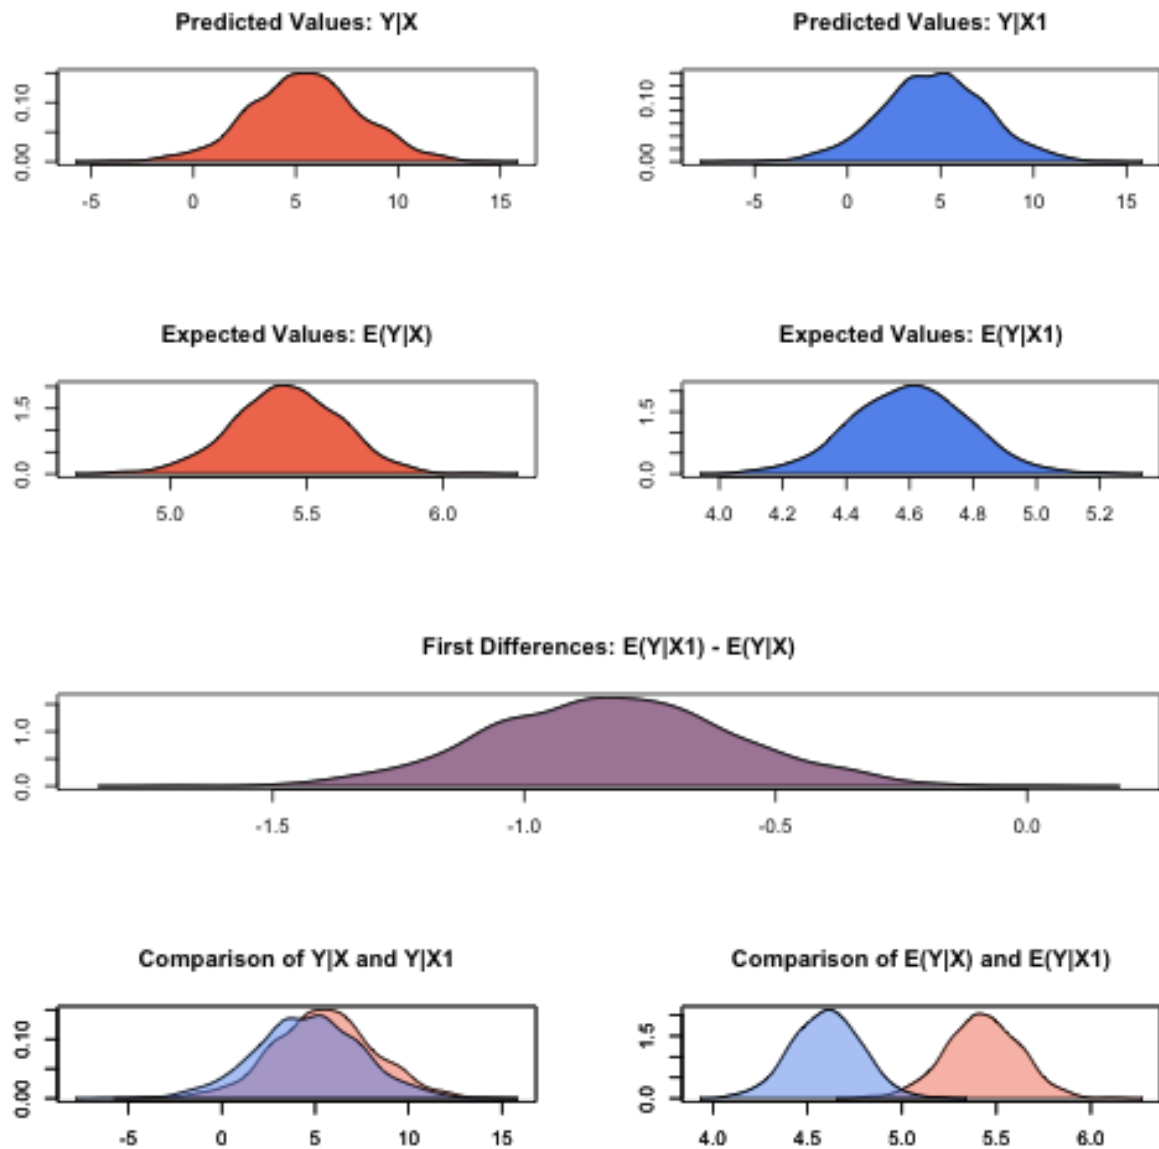 Predicted Values: Y|X
Predicted Values: Y|X1
0.00 0.10
-5 0 5 10 15
0.00 0.10
-5 0 5 10 15
Expected Values: E(Y|X)
Expected Values: E(Y|X1)
0.0 1.5
5.0 5.5 6.0
0.0 1.5
4.0 4.2 4.4 4.6 4.8 5.0 5.2
First Differences: E(Y|X1) - E(Y|X)
0.0 1.0
-1.5 -1.0 -0.5 0.0
Comparison of Y|X and Y|X1
Comparison of E(Y|X) and E(Y|X1)
0.00 0.10
-5 0 5 10 15
0.0 1.5
4.0 4.5 5.0 5.5 6.0